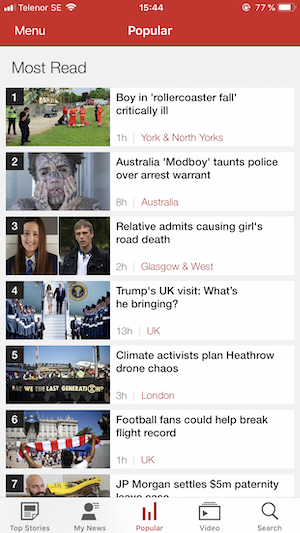 Telenor SE 15:44 77 %
Menu Popular
Most Read
1
Boy in 'rollercoaster fall'
critically ill
1h York & North Yorks
2
Australia 'Modboy' taunts police
over arrest warrant
8h Australia
3
Relative admits causing girl's
road death
2h Glasgow & West
4
Trump's UK visit: What's
he bringing?
13h UK
5
ARE WE THE LAST GENERATION
Climate activists plan Heathrow
drone chaos
3h London
6
Football fans could help break
flight record
1h UK
7
JP Morgan settles $5m paternity
leave case
Top Stories My News Popular Video Search